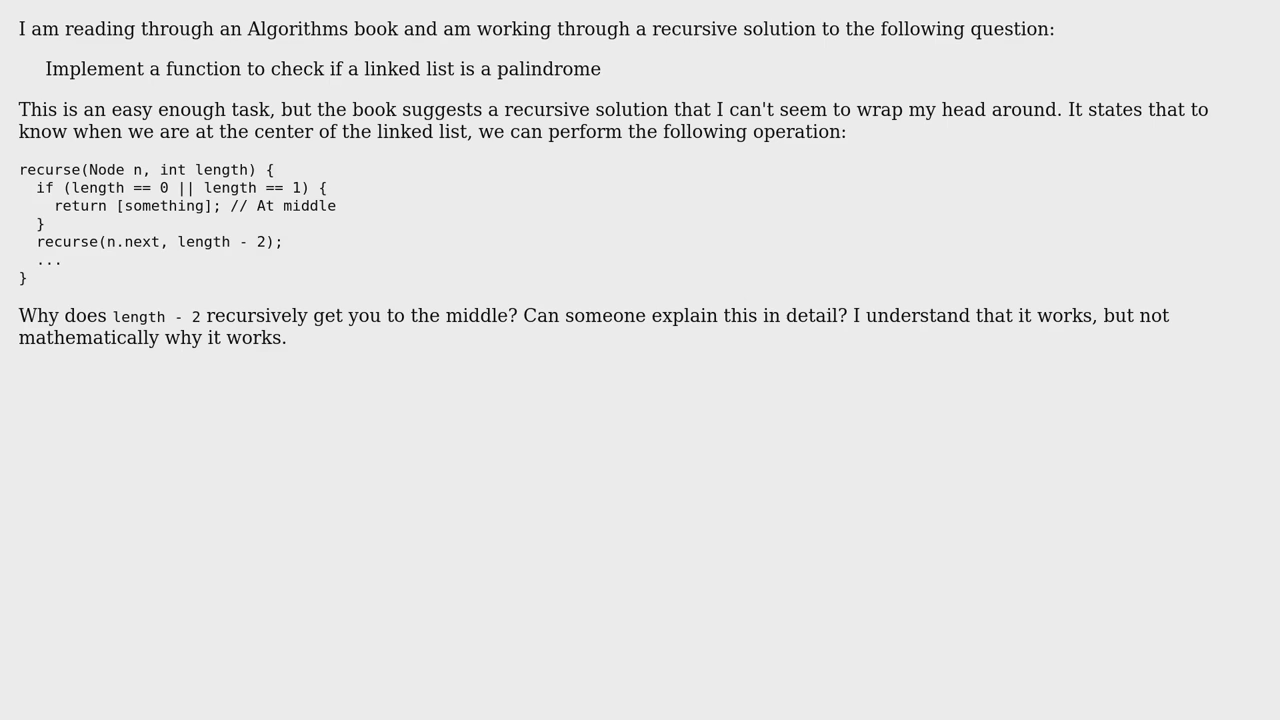 I am reading through an Algorithms book and am working through a recursive solution to the following question:
Implement a function to check if a linked list is a palindrome
This is an easy enough task, but the book suggests a recursive solution that I can't seem to wrap my head around. It states that to
know when we are at the center of the linked list, we can perform the following operation:
recurse(Node n, int length) {
  if (length == 0 || length == 1) {
    return [something]; // At middle
  }
  recurse(n.next, length - 2);
  ...
}
Why does length - 2 recursively get you to the middle? Can someone explain this in detail? I understand that it works, but not
mathematically why it works.